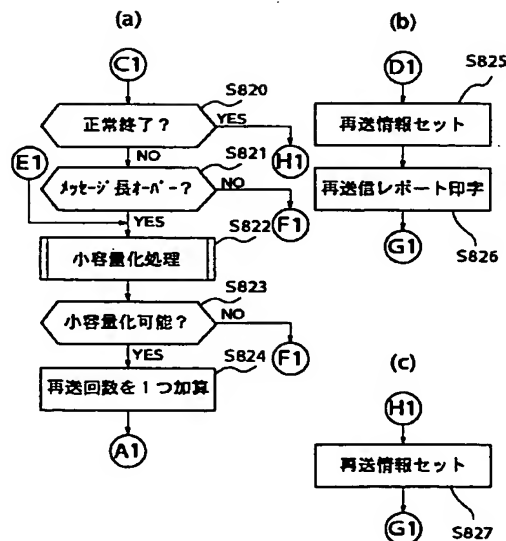 (a)
C1
S820
正常終了?
YES
H1
NO
S821
E1
メッセージ長オーバー?
NO
F1
YES
S822
小容量化処理
S823
小容量化可能?
NO
F1
YES
S824
再送回数を1つ加算
A1
(b)
D1
S825
再送情報セット
再送信レポート印字
S826
G1
(c)
H1
再送情報セット
S827
G1